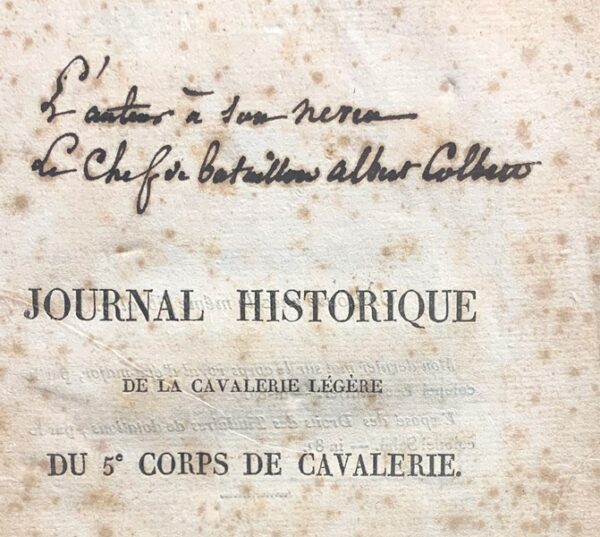 L'auteur à son neveu
Le Chef de bataillon albert Colbert
JOURNAL HISTORIQUE
DE LA CAVALERIE LÉGÈRE
DU 5e CORPS DE CAVALERIE.